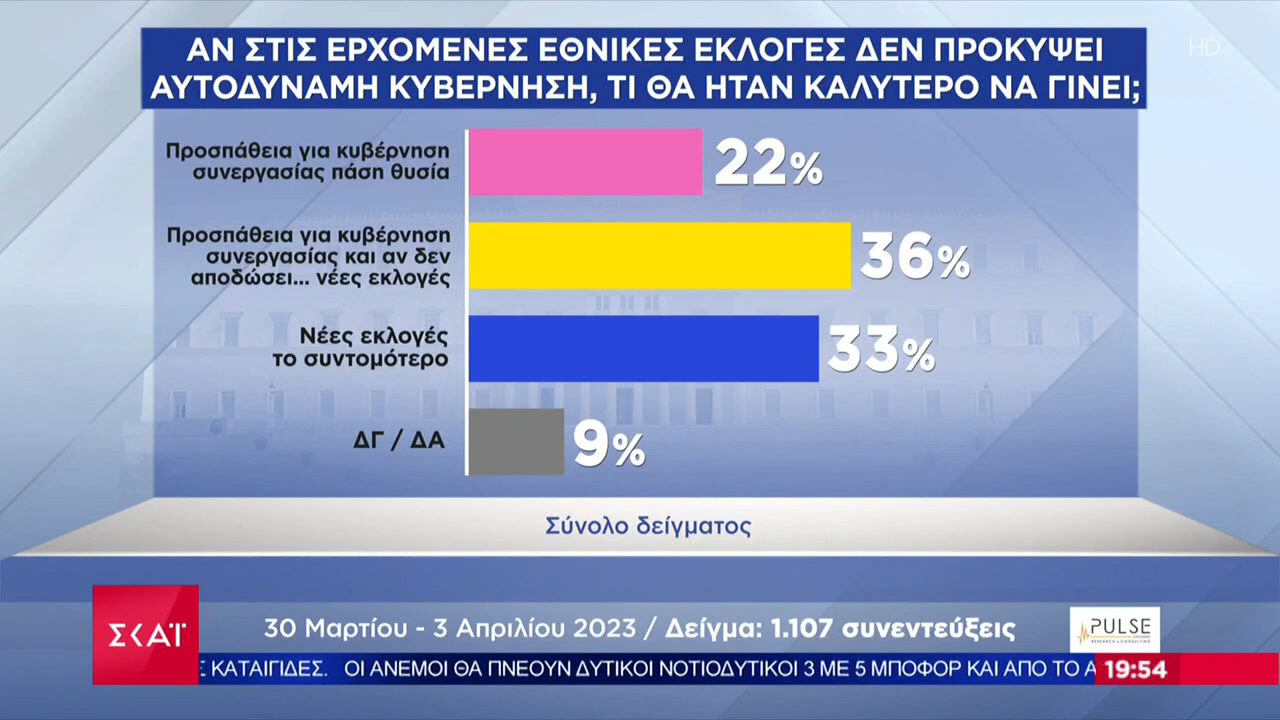 ΑΝ ΣΤΙΣ ΕΡΧΟΜΕΝΕΣ ΕΘΝΙΚΕΣ ΕΚΛΟΓΕΣ ΔΕΝ ΠΡΟΚΥΨΕΙ
ΑΥΤΟΔΥΝΑΜΗ ΚΥΒΕΡΝΗΣΗ, ΤΙ ΘΑ ΗΤΑΝ ΚΑΛΥΤΕΡΟ ΝΑ ΓΙΝΕΙ;
HD
Προσπάθεια για κυβέρνηση
συνεργασίας πάση θυσία
22%
Προσπάθεια για κυβέρνηση
συνεργασίας και αν δεν
αποδώσει... νέες εκλογές
36%
Νέες εκλογές
το συντομότερο
33%
ΔΓ / ΔΑ
9%
Σύνολο δείγματος
ΣΚΑΪ
30 Μαρτίου - 3 Απριλίου 2023 / Δείγμα: 1.107 συνεντεύξεις
PULSE
RESEARCH & CONSULTING
Σ ΚΑΤΑΙΓΙΔΕΣ. ΟΙ ΑΝΕΜΟΙ ΘΑ ΠΝΕΟΥΝ ΔΥΤΙΚΟΙ ΝΟΤΙΟΔΥΤΙΚΟΙ 3 ΜΕ 5 ΜΠΟΦΟΡ ΚΑΙ ΑΠΟ ΤΟ Α
19:54